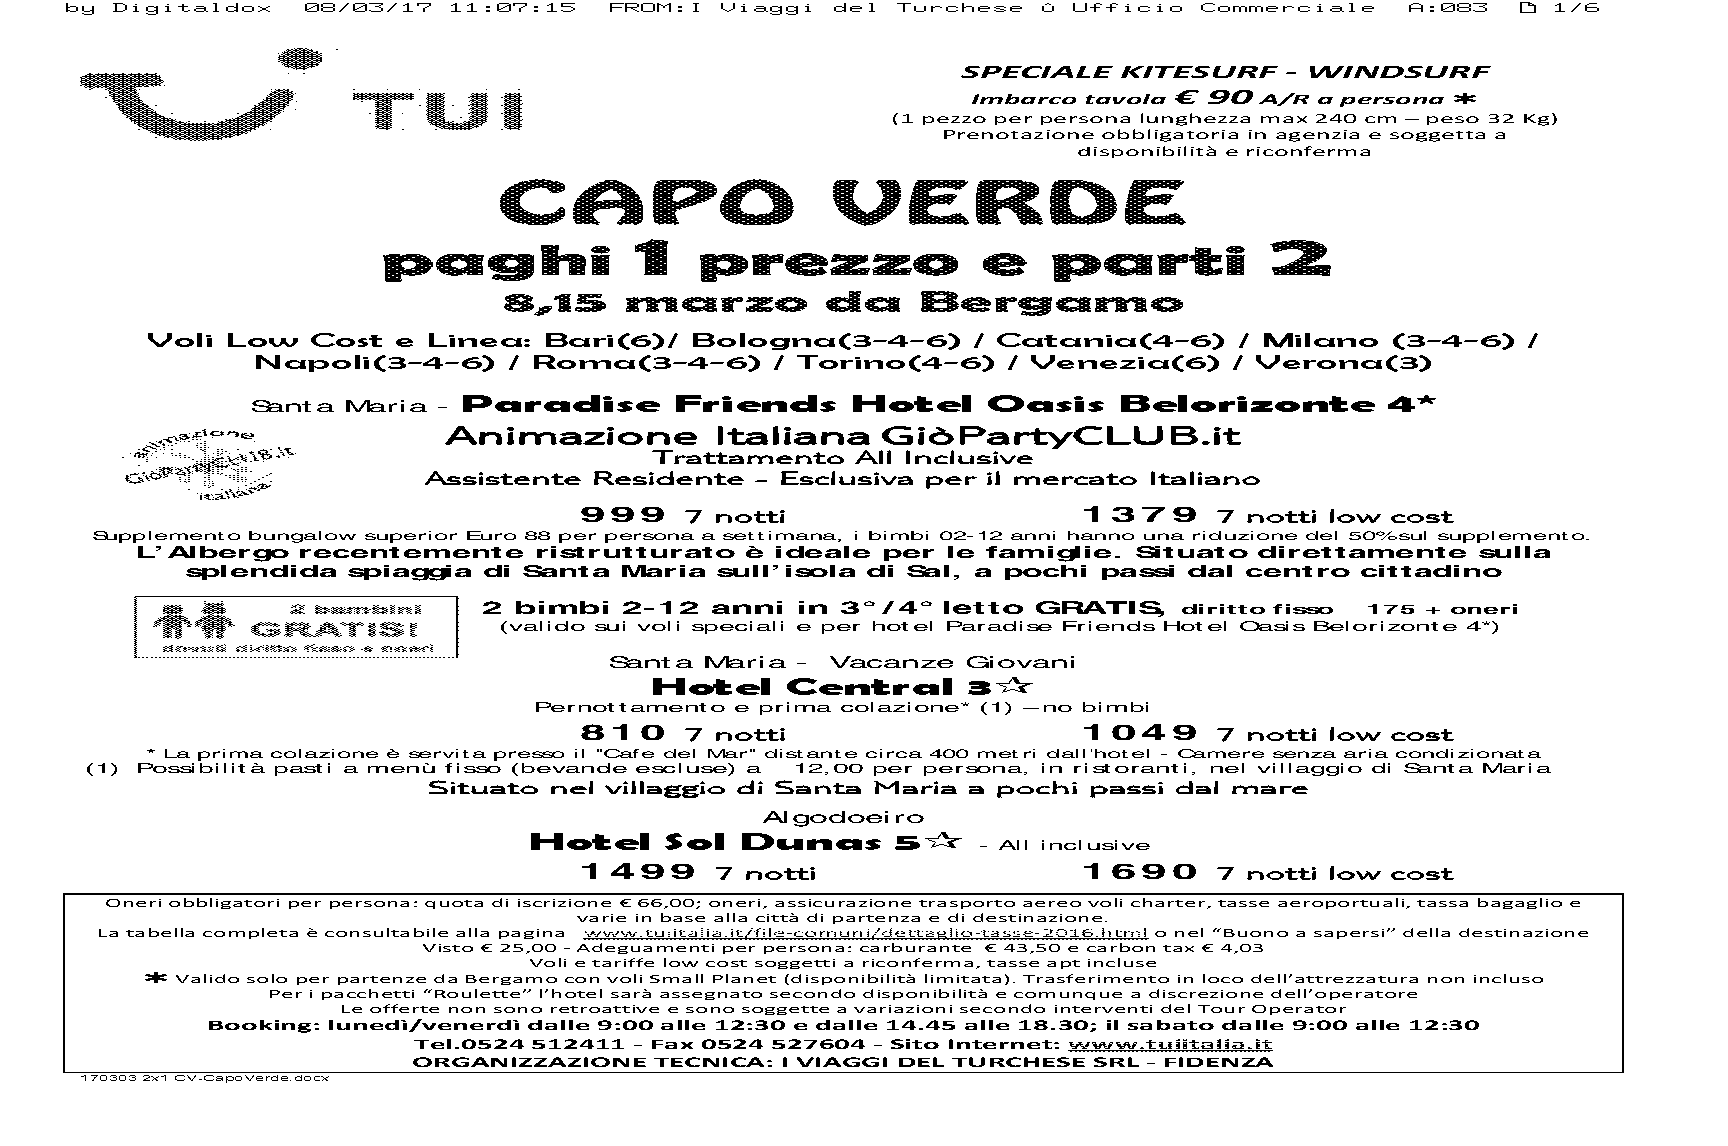 by Digitaldox 08/03/17 11:07:15 FROM:I Viaggi del Turchese û Ufficio Commerciale A:083 1/6
TUI
SPECIALE KITESURF - WINDSURF
Imbarco tavola € 90 A/R a persona *
(1 pezzo per persona lunghezza max 240 cm – peso 32 Kg)
Prenotazione obbligatoria in agenzia e soggetta a
disponibilità e riconferma
CAPO VERDE
paghi 1 prezzo e parti 2
8,15 marzo da Bergamo
Voli Low Cost e Linea: Bari(6)/ Bologna(3-4-6) / Catania(4-6) / Milano (3-4-6) /
Napoli(3-4-6) / Roma(3-4-6) / Torino(4-6) / Venezia(6) / Verona(3)
Santa Maria - Paradise Friends Hotel Oasis Belorizonte 4*
Animazione Italiana GiòPartyCLUB.it
animazione
GiòPartyCLUB.it
italiana
Trattamento All Inclusive
Assistente Residente - Esclusiva per il mercato Italiano
999 7 notti 1379 7 notti low cost
Supplemento bungalow superior Euro 88 per persona a settimana, i bimbi 02-12 anni hanno una riduzione del 50%sul supplemento.
L'Albergo recentemente ristrutturato è ideale per le famiglie. Situato direttamente sulla
splendida spiaggia di Santa Maria sull'isola di Sal, a pochi passi dal centro cittadino
2 bambini
GRATIS!
dovuti diritto fisso e oneri
2 bimbi 2-12 anni in 3°/4° letto GRATIS, diritto fisso 175 + oneri
(valido sui voli speciali e per hotel Paradise Friends Hotel Oasis Belorizonte 4*)
Santa Maria - Vacanze Giovani
Hotel Central 3☆
Pernottamento e prima colazione* (1) –no bimbi
810 7 notti 1049 7 notti low cost
* La prima colazione è servita presso il "Cafe del Mar" distante circa 400 metri dall'hotel - Camere senza aria condizionata
(1) Possibilità pasti a menù fisso (bevande escluse) a 12,00 per persona, in ristoranti, nel villaggio di Santa Maria
Situato nel villaggio di Santa Maria a pochi passi dal mare
Algodoeiro
Hotel Sol Dunas 5☆ - All inclusive
1499 7 notti 1690 7 notti low cost
Oneri obbligatori per persona: quota di iscrizione € 66,00; oneri, assicurazione trasporto aereo voli charter, tasse aeroportuali, tassa bagaglio e
varie in base alla città di partenza e di destinazione.
La tabella completa è consultabile alla pagina www.tuiitalia.it/file-comuni/dettaglio-tasse-2016.html o nel “Buono a sapersi” della destinazione
Visto € 25,00 - Adeguamenti per persona: carburante € 43,50 e carbon tax € 4,03
Voli e tariffe low cost soggetti a riconferma, tasse apt incluse
* Valido solo per partenze da Bergamo con voli Small Planet (disponibilità limitata). Trasferimento in loco dell’attrezzatura non incluso
Per i pacchetti “Roulette” l’hotel sarà assegnato secondo disponibilità e comunque a discrezione dell’operatore
Le offerte non sono retroattive e sono soggette a variazioni secondo interventi del Tour Operator
Booking: lunedì/venerdì dalle 9:00 alle 12:30 e dalle 14.45 alle 18.30; il sabato dalle 9:00 alle 12:30
Tel.0524 512411 - Fax 0524 527604 - Sito Internet: www.tuiitalia.it
ORGANIZZAZIONE TECNICA: I VIAGGI DEL TURCHESE SRL - FIDENZA
170303 2x1 CV-CapoVerde.docx